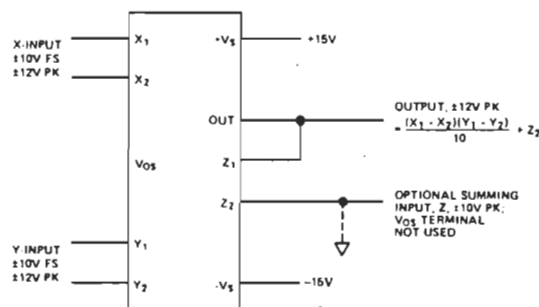 X-INPUT
±10V FS
±12V PK
X₁
X₂
+V$
+15V
OUT
OUTPUT, ±12V PK
= (X₁ - X₂)(Y₁ - Y₂) / 10 + Z₂
Z₁
VOS
Z₂
OPTIONAL SUMMING
INPUT, Z, ±10V PK;
VOS TERMINAL
NOT USED
Y-INPUT
±10V FS
±12V PK
Y₁
Y₂
-V$
-15V